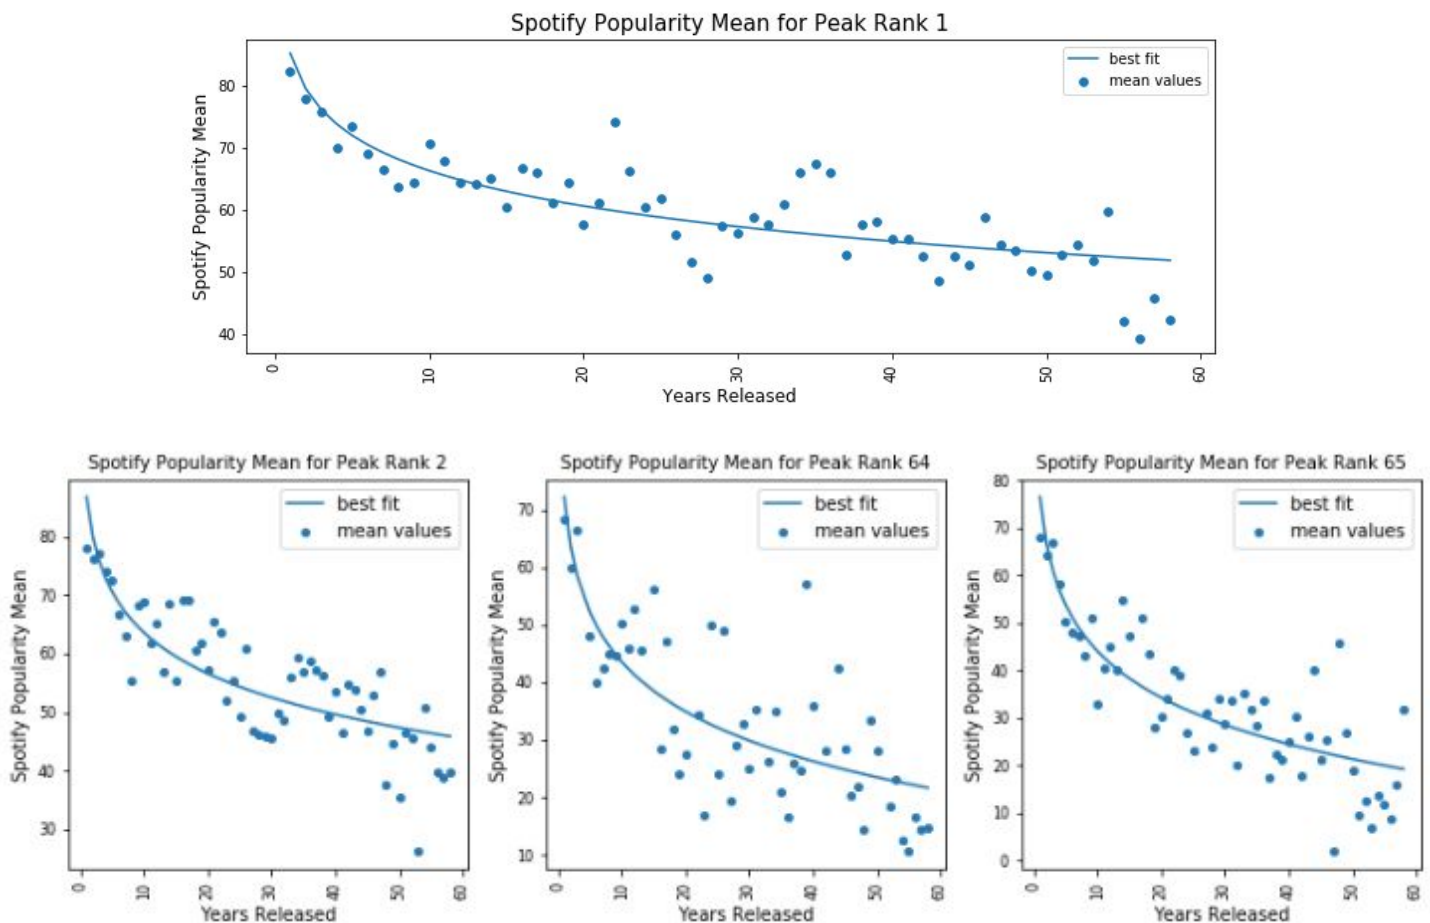 Spotify Popularity Mean for Peak Rank 1
best fit
mean values
Spotify Popularity Mean
80
70
60
50
40
0
10
20
30
40
50
60
Years Released
Spotify Popularity Mean for Peak Rank 2
best fit
mean values
Spotify Popularity Mean
80
70
60
50
40
30
0
10
20
30
40
50
60
Years Released
Spotify Popularity Mean for Peak Rank 64
best fit
mean values
Spotify Popularity Mean
70
60
50
40
30
20
10
0
10
20
30
40
50
60
Years Released
Spotify Popularity Mean for Peak Rank 65
best fit
mean values
Spotify Popularity Mean
80
70
60
50
40
30
20
10
0
0
10
20
30
40
50
60
Years Released